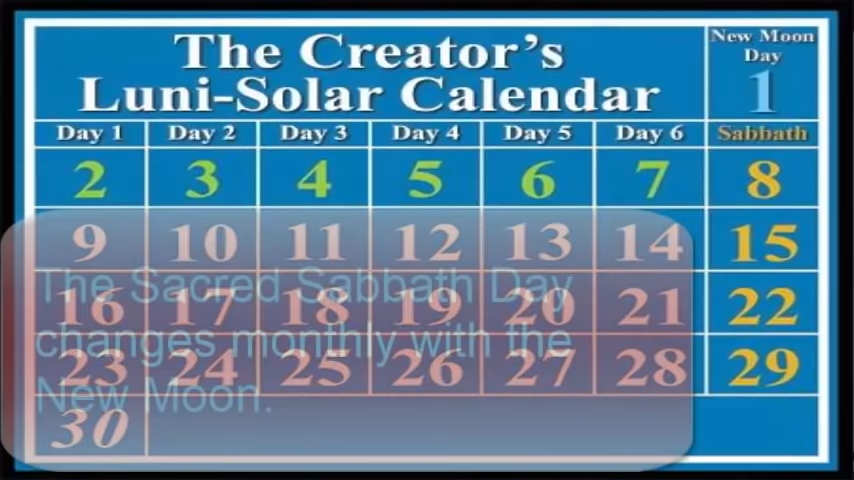 The Creator's
Luni-Solar Calendar
New Moon
Day
1
Day 1 Day 2 Day 3 Day 4 Day 5 Day 6 Sabbath
2 3 4 5 6 7 8
9 10 11 12 13 14 15
16 17 18 19 20 21 22
23 24 25 26 27 28 29
30
The Sacred Sabbath Day
changes monthly with the
New Moon.